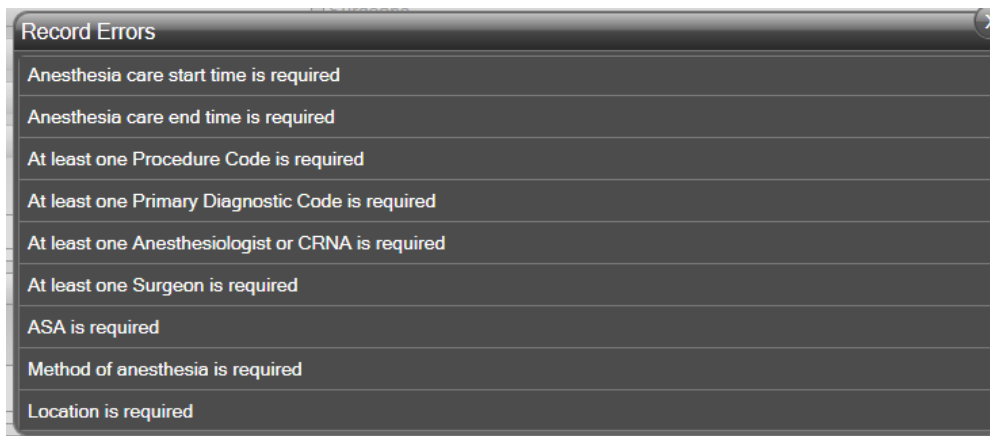 Record Errors
Anesthesia care start time is required
Anesthesia care end time is required
At least one Procedure Code is required
At least one Primary Diagnostic Code is required
At least one Anesthesiologist or CRNA is required
At least one Surgeon is required
ASA is required
Method of anesthesia is required
Location is required